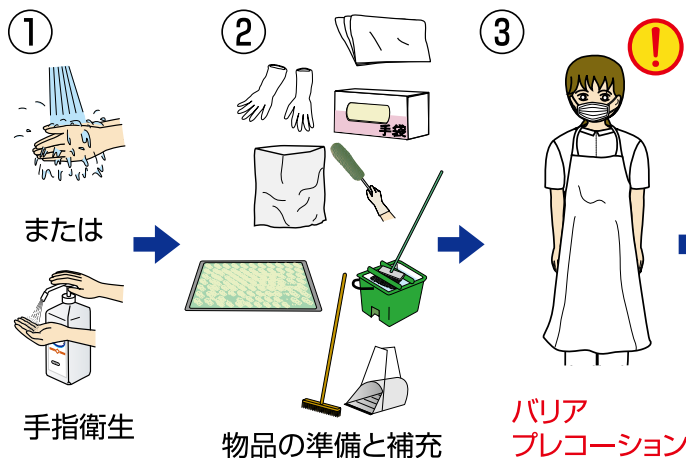 ①
または
手指衛生
②
手袋
物品の準備と補充
③
!
バリア
プレコーション